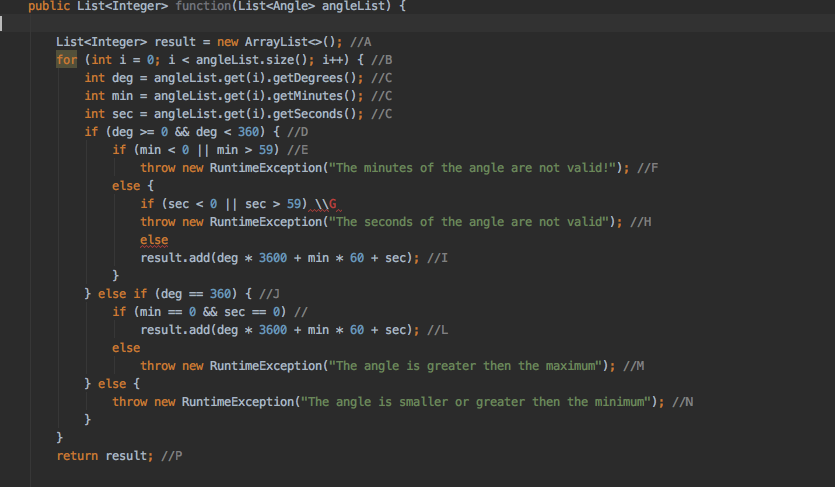 public List<Integer> function(List<Angle> angleList) {
List<Integer> result = new ArrayList<>(); //A
for (int i = 0; i < angleList.size(); i++) { //B
int deg = angleList.get(i).getDegrees(); //C
int min = angleList.get(i).getMinutes(); //C
int sec = angleList.get(i).getSeconds(); //C
if (deg >= 0 && deg < 360) { //D
if (min < 0 || min > 59) //E
throw new RuntimeException("The minutes of the angle are not valid!"); //F
else {
if (sec < 0 || sec > 59) \\G
throw new RuntimeException("The seconds of the angle are not valid"); //H
else
result.add(deg * 3600 + min * 60 + sec); //I
}
} else if (deg == 360) { //J
if (min == 0 && sec == 0) //
result.add(deg * 3600 + min * 60 + sec); //L
else
throw new RuntimeException("The angle is greater then the maximum"); //M
} else {
throw new RuntimeException("The angle is smaller or greater then the minimum"); //N
}
}
return result; //P